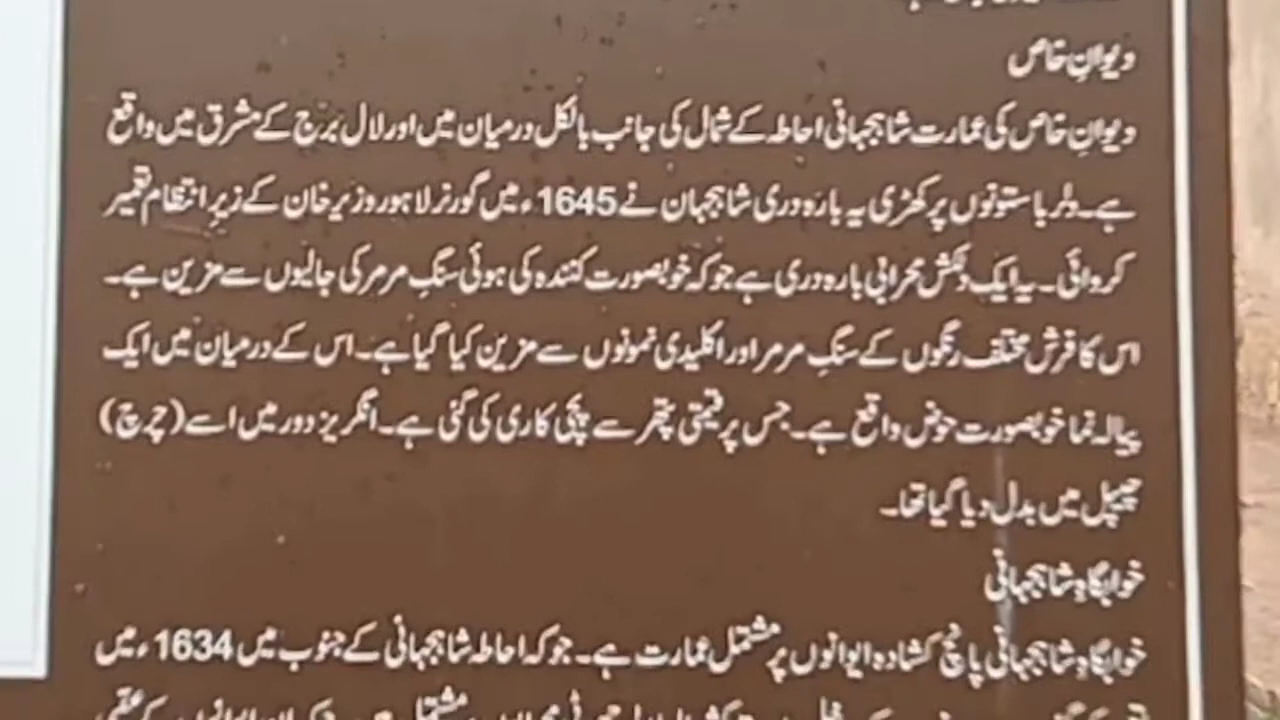 دیوانِ خاص
دیوانِ خاص کی عمارت شاہجہانی احاطہ کے شمال کی جانب بالکل درمیان میں اور لال برج کے مشرق میں واقع
ہے۔ دلربا ستونوں پر کھڑی یہ بارہ دری شاہجہان نے 1645ء میں گورنر لاہور وزیر خان کے زیرِ انتظام تعمیر
کروائی۔ یہ ایک دلکش محرابی بارہ دری ہے جو کہ خوبصورت کندہ کی ہوئی سنگِ مرمر کی جالیوں سے مزین ہے۔
اس کا فرش مختلف رنگوں کے سنگِ مرمر اور اکلیدی نمونوں سے مزین کیا گیا ہے۔ اس کے درمیان میں ایک
پیالہ نما خوبصورت حوض واقع ہے۔ جس پر قیمتی پتھر سے پچی کاری کی گئی ہے۔ انگریز دور میں اسے (چرچ)
چیپل میں بدل دیا گیا تھا۔
خوابگاہِ شاہجہانی
خوابگاہِ شاہجہانی پانچ کشادہ ایوانوں پر مشتمل عمارت ہے۔ جو کہ احاطہ شاہجہانی کے جنوب میں 1634ء میں